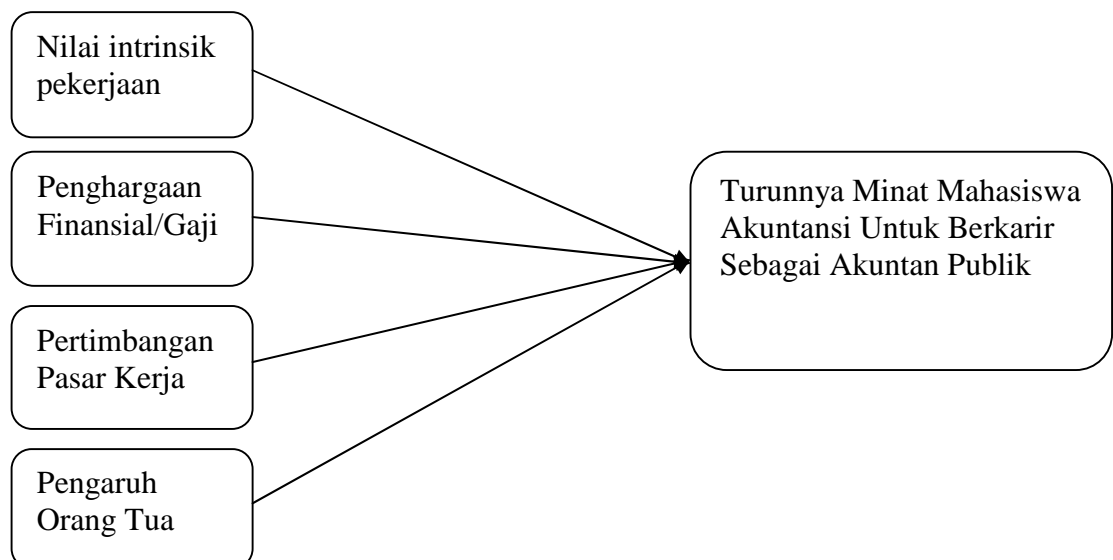 Nilai intrinsik
pekerjaan
Penghargaan
Finansial/Gaji
Pertimbangan
Pasar Kerja
Pengaruh
Orang Tua
Turunnya Minat Mahasiswa
Akuntansi Untuk Berkarir
Sebagai Akuntan Publik